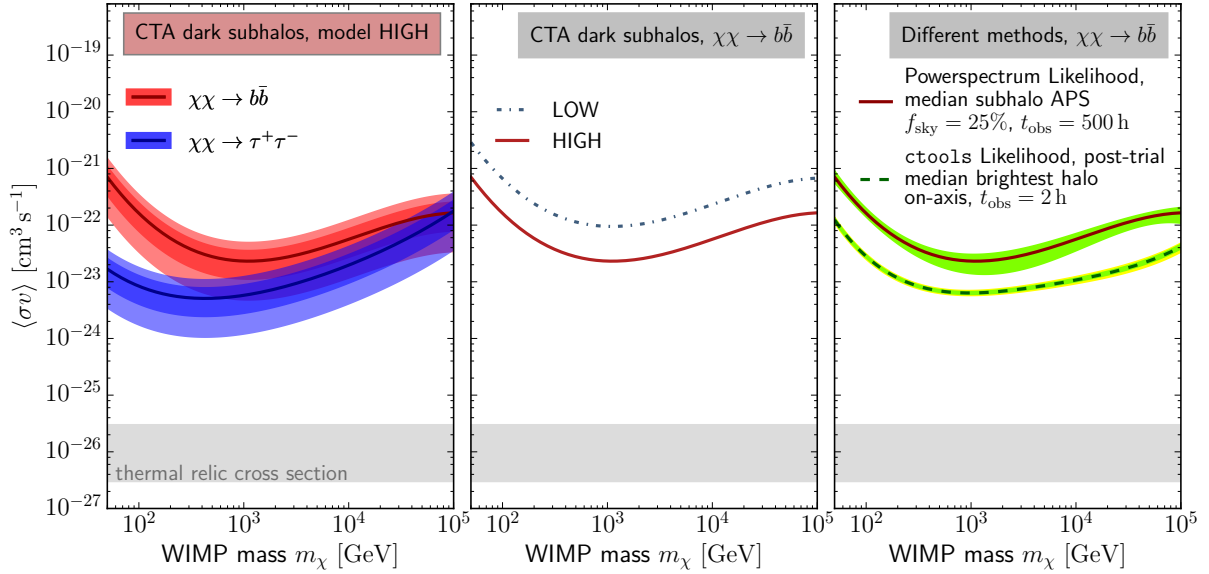 CTA dark subhalos, model HIGH
χχ → bb̄
χχ → τ⁺τ⁻
thermal relic cross section
⟨σv⟩ [cm³ s⁻¹]
10⁻¹⁹
10⁻²⁰
10⁻²¹
10⁻²²
10⁻²³
10⁻²⁴
10⁻²⁵
10⁻²⁶
10⁻²⁷
10² 10³ 10⁴ 10⁵
WIMP mass mχ [GeV]
CTA dark subhalos, χχ → bb̄
LOW
HIGH
10² 10³ 10⁴ 10⁵
WIMP mass mχ [GeV]
Different methods, χχ → bb̄
Powerspectrum Likelihood,
median subhalo APS
f_sky = 25%, t_obs = 500 h
ctools Likelihood, post-trial
median brightest halo
on-axis, t_obs = 2 h
10² 10³ 10⁴ 10⁵
WIMP mass mχ [GeV]